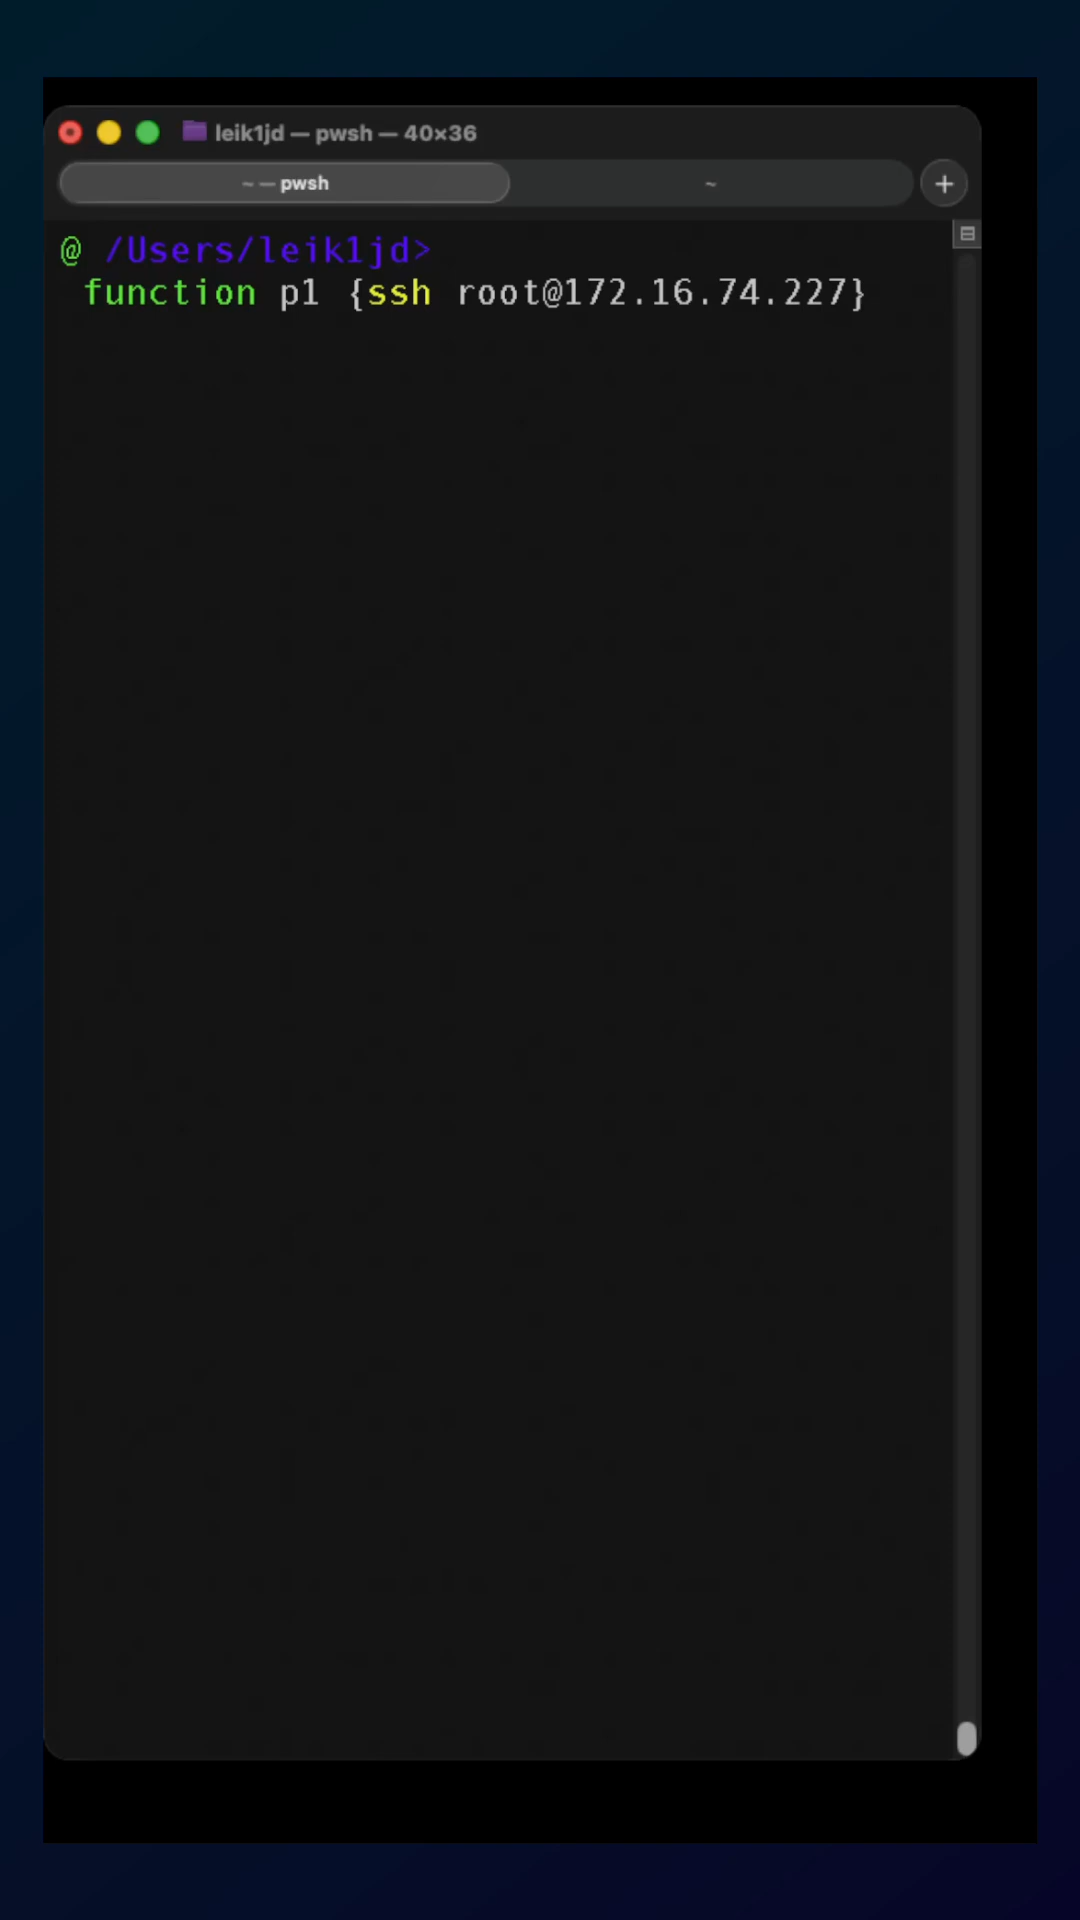 leik1jd — pwsh — 40×36
~ — pwsh
~
+
@ /Users/leik1jd>
function p1 {ssh root@172.16.74.227}